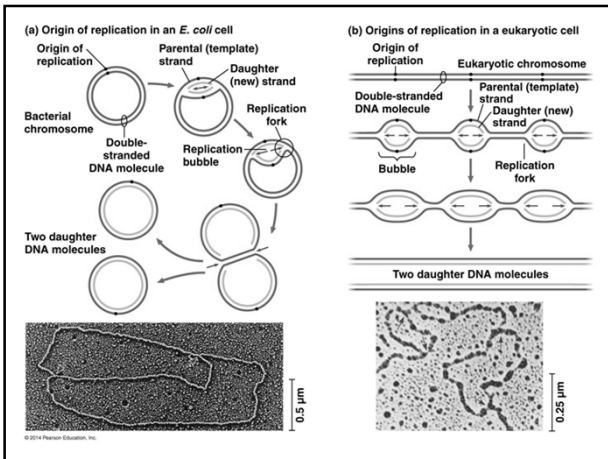 (a) Origin of replication in an E. coli cell
Origin of
replication
Parental (template)
strand
Daughter
(new) strand
Replication
fork
Bacterial
chromosome
Double-
stranded
DNA molecule
Replication
bubble
Two daughter
DNA molecules
0.5 µm
© 2014 Pearson Education, Inc.
(b) Origins of replication in a eukaryotic cell
Origin of
replication
Eukaryotic chromosome
Double-stranded
DNA molecule
Parental (template)
strand
Daughter (new)
strand
Bubble
Replication
fork
Two daughter DNA molecules
0.25 µm